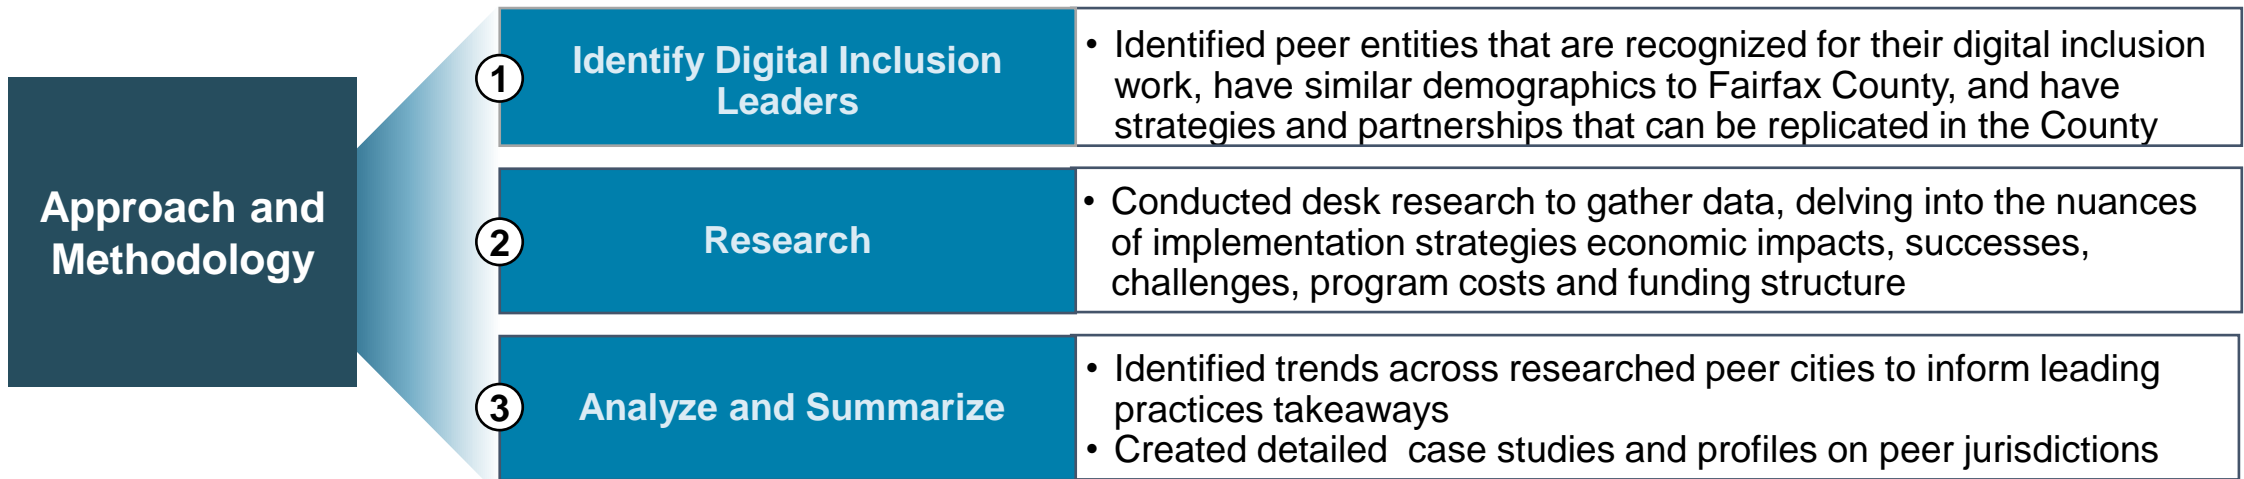 Approach and
Methodology
1
Identify Digital Inclusion
Leaders
• Identified peer entities that are recognized for their digital inclusion
work, have similar demographics to Fairfax County, and have
strategies and partnerships that can be replicated in the County
2
Research
• Conducted desk research to gather data, delving into the nuances
of implementation strategies economic impacts, successes,
challenges, program costs and funding structure
3
Analyze and Summarize
• Identified trends across researched peer cities to inform leading
practices takeaways
• Created detailed  case studies and profiles on peer jurisdictions